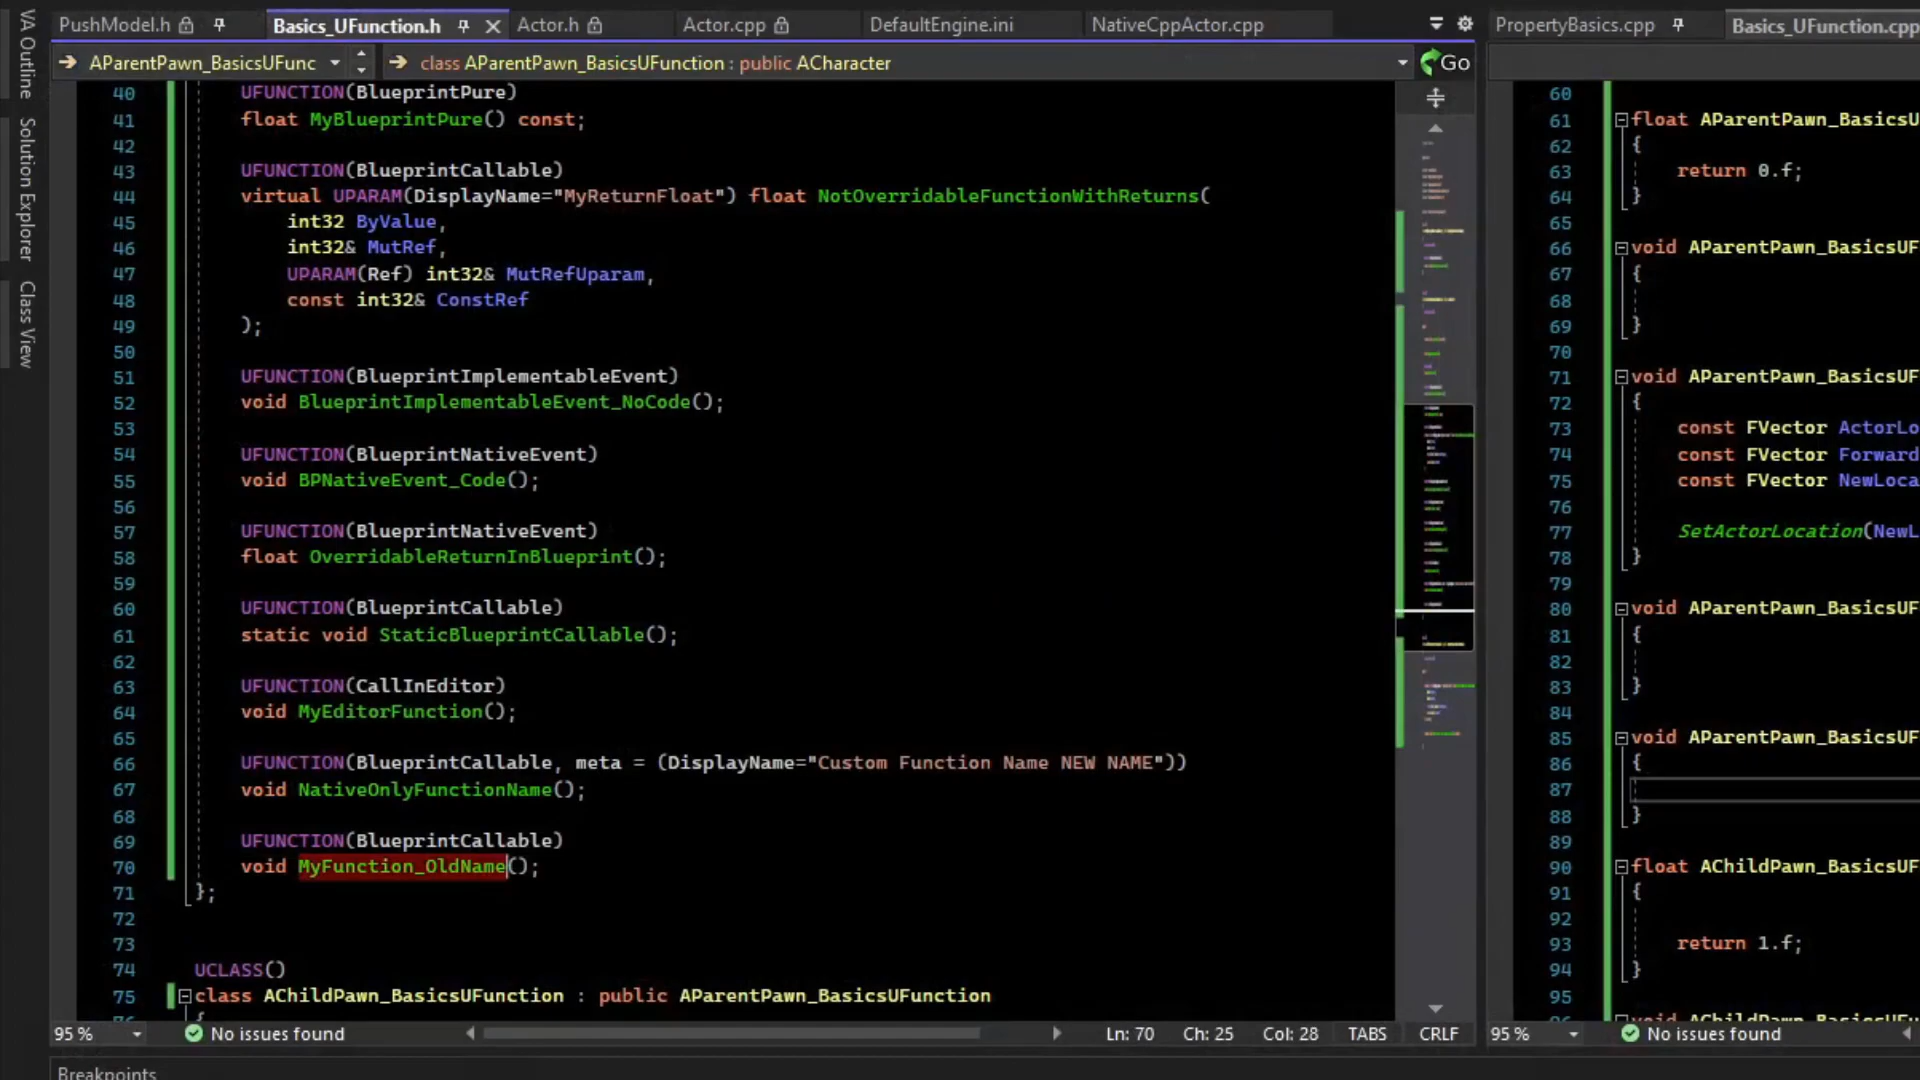 PushModel.h
Basics_UFunction.h
Actor.h
Actor.cpp
DefaultEngine.ini
NativeCppActor.cpp
PropertyBasics.cpp
Basics_UFunction.cpp
VA Outline
Solution Explorer
Class View
AParentPawn_BasicsUFunc
class AParentPawn_BasicsUFunction : public ACharacter
Go
40 UFUNCTION(BlueprintPure)
41 float MyBlueprintPure() const;
42
43 UFUNCTION(BlueprintCallable)
44 virtual UPARAM(DisplayName="MyReturnFloat") float NotOverridableFunctionWithReturns(
45 int32 ByValue,
46 int32& MutRef,
47 UPARAM(Ref) int32& MutRefUparam,
48 const int32& ConstRef
49 );
50
51 UFUNCTION(BlueprintImplementableEvent)
52 void BlueprintImplementableEvent_NoCode();
53
54 UFUNCTION(BlueprintNativeEvent)
55 void BPNativeEvent_Code();
56
57 UFUNCTION(BlueprintNativeEvent)
58 float OverridableReturnInBlueprint();
59
60 UFUNCTION(BlueprintCallable)
61 static void StaticBlueprintCallable();
62
63 UFUNCTION(CallInEditor)
64 void MyEditorFunction();
65
66 UFUNCTION(BlueprintCallable, meta = (DisplayName="Custom Function Name NEW NAME"))
67 void NativeOnlyFunctionName();
68
69 UFUNCTION(BlueprintCallable)
70 void MyFunction_OldName();
71 };
72
73
74 UCLASS()
75 class AChildPawn_BasicsUFunction : public AParentPawn_BasicsUFunction
60
61 float AParentPawn_BasicsU
62 {
63 return 0.f;
64 }
65
66 void AParentPawn_BasicsUF
67 {
68
69 }
70
71 void AParentPawn_BasicsUF
72 {
73 const FVector ActorLo
74 const FVector Forward
75 const FVector NewLoca
76
77 SetActorLocation(NewL
78 }
79
80 void AParentPawn_BasicsUF
81 {
82
83 }
84
85 void AParentPawn_BasicsUF
86 {
87
88 }
90 float AChildPawn_BasicsUF
91 {
92
93 return 1.f;
94 }
95
95 %
No issues found
Ln: 70 Ch: 25 Col: 28 TABS CRLF
95 %
No issues found
Breakpoints